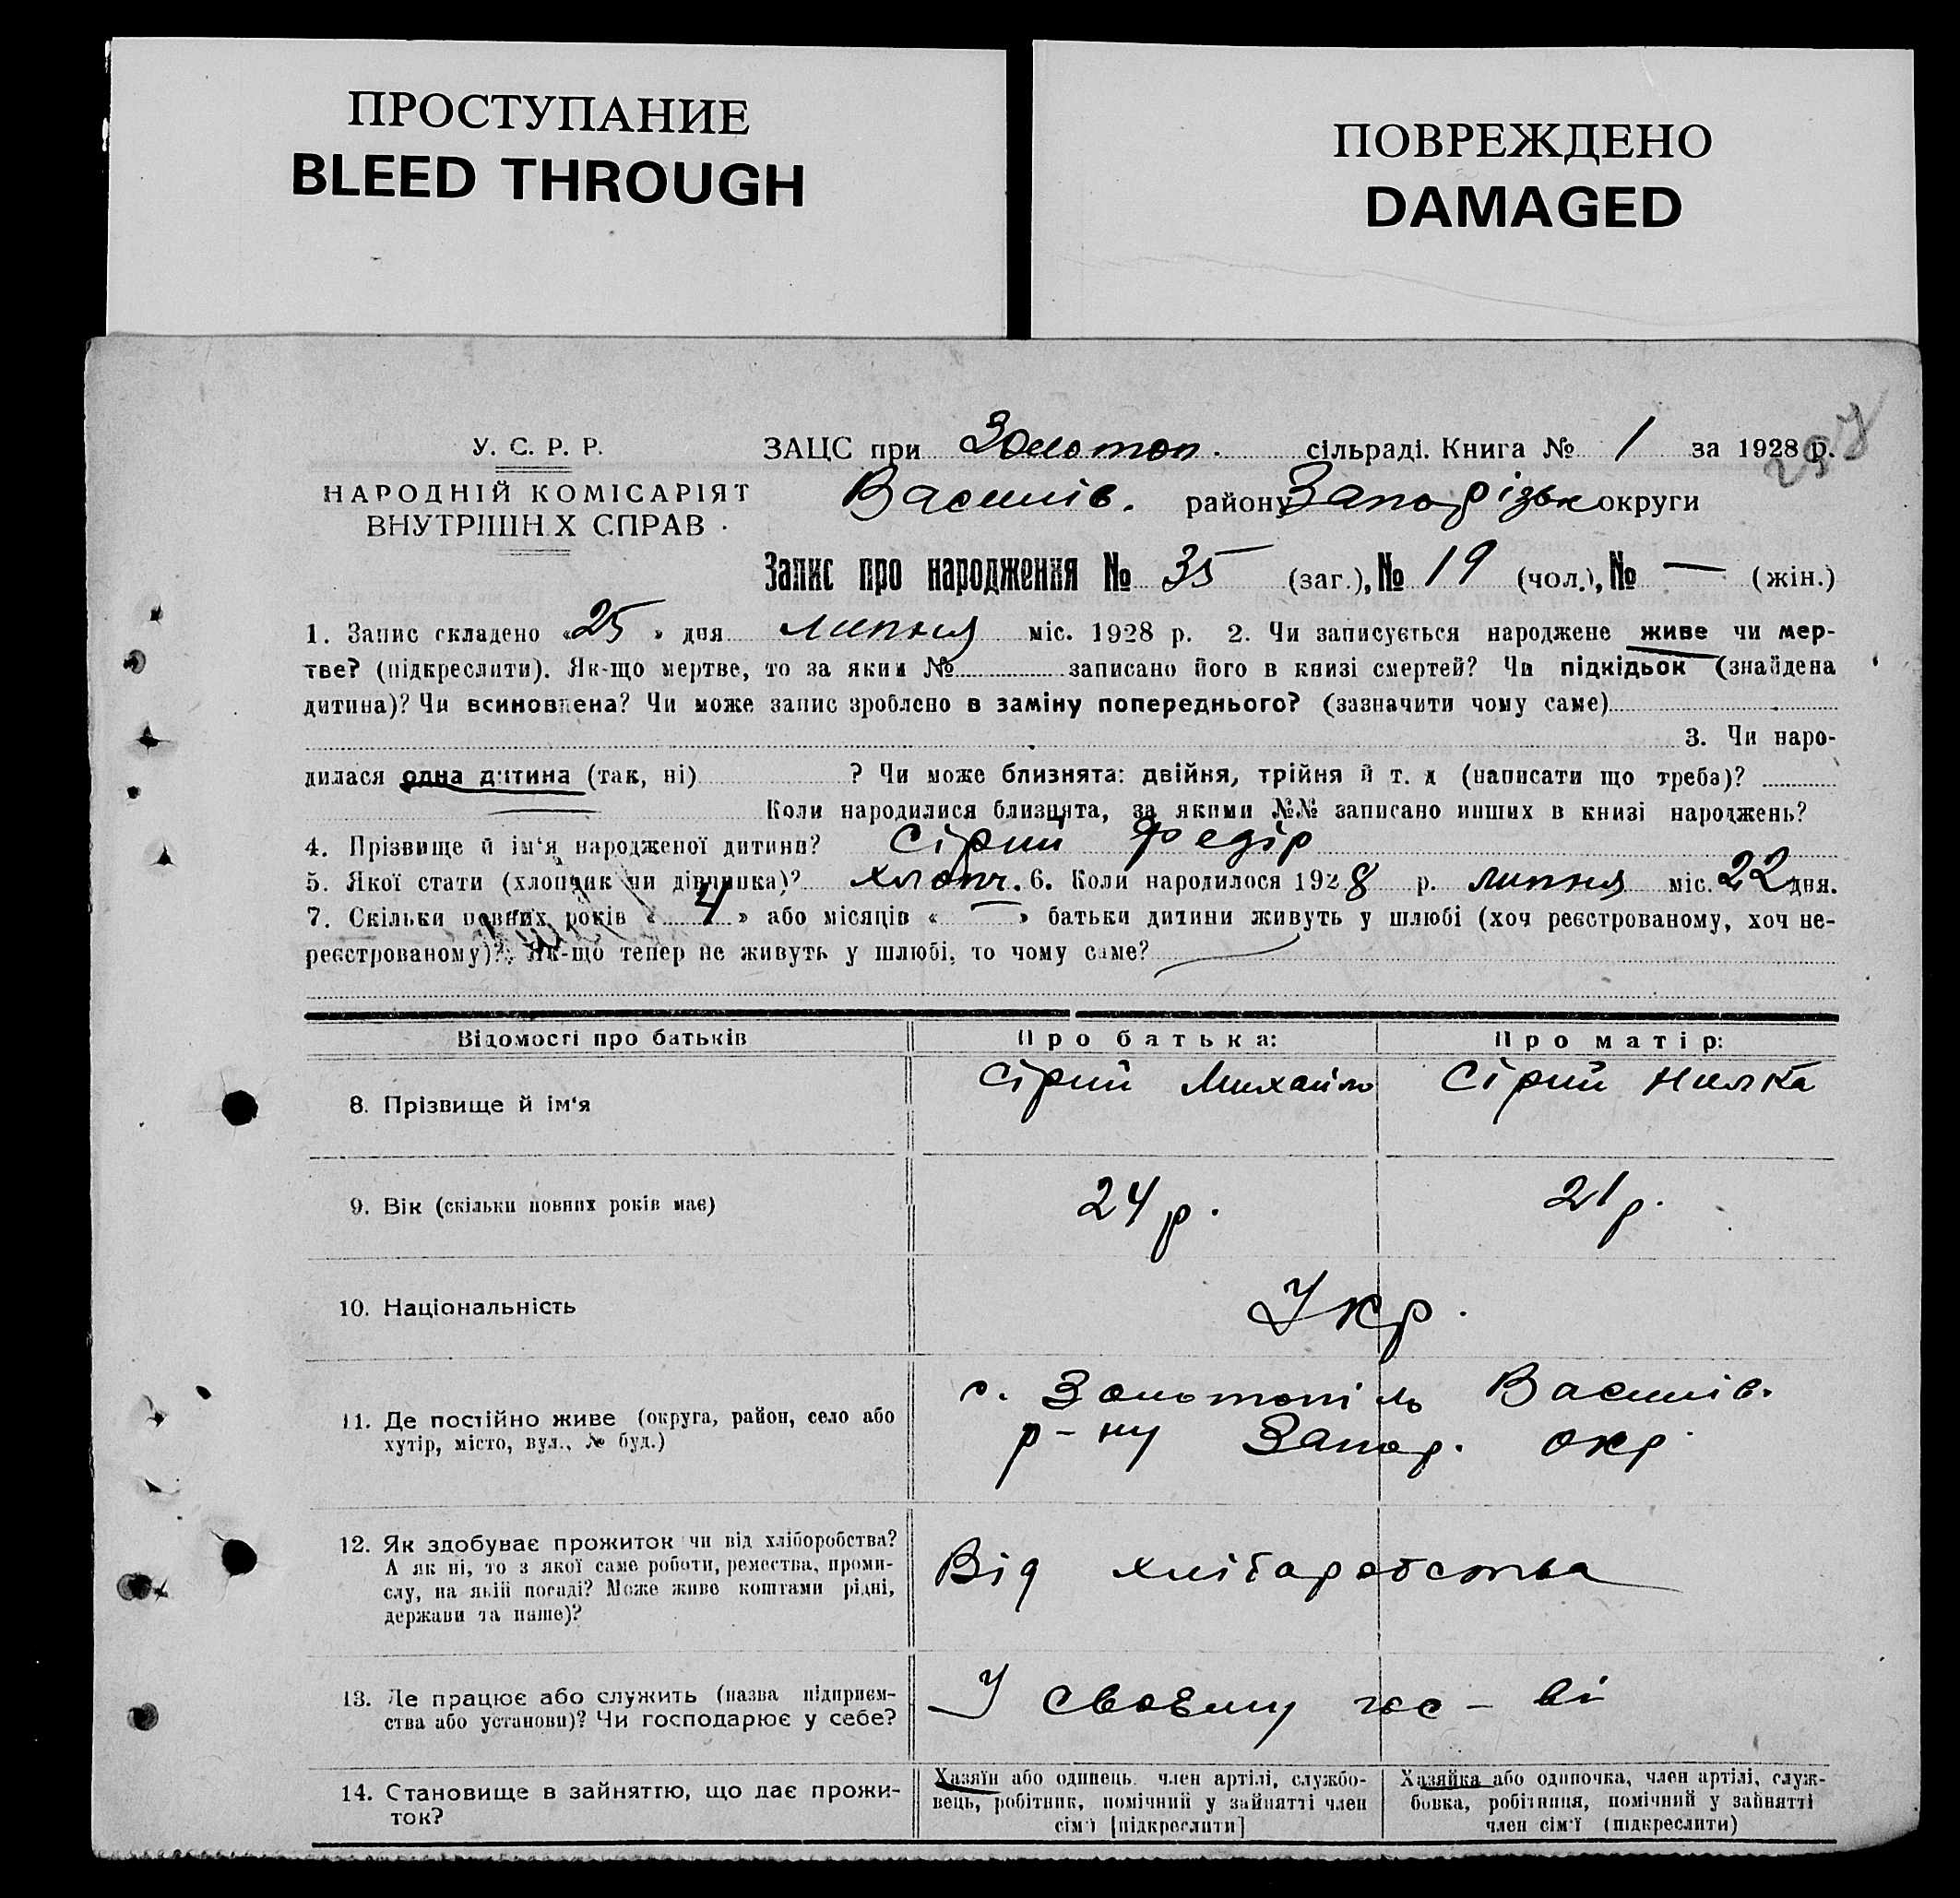 ПРОСТУПАНИЕ
BLEED THROUGH
ПОВРЕЖДЕНО
DAMAGED
У. С. Р. Р.
НАРОДНІЙ КОМІСАРІЯТ
ВНУТРІШН.Х СПРАВ
ЗАЦС при Золотоп. сільраді. Книга № 1 за 1928 р.
Василів. району Запорізьк округи
Запис про народження № 35 (заг.), № 19 (чол.), № — (жін.)
1. Запис складено «25» дня липня міс. 1928 р. 2. Чи записується народжене живе чи мер-
тве? (підкреслити). Як-що мертве, то за яким № записано його в книзі смертей? Чи підкідьок (знайдена
дитина)? Чи всиновлена? Чи може запис зроблено в заміну попереднього? (зазначити чому саме)
3. Чи наро-
дилася одна дитина (так, ні) ? Чи може близнята: двійня, трійня й т. д (написати що треба)?
Коли народилися близнята, за якими №№ записано инших в книзі народжень?
4. Прізвище й ім'я народженої дитини? Сірий Федір
5. Якої стати (хлопчик чи дівчинка)? хлопч. 6. Коли народилося 1928 р. липня міс. 22 дня.
7. Скільки повних років « 4 » або місяців « — » батьки дитини живуть у шлюбі (хоч реєстрованому, хоч не-
реєстрованому)? Як-що тепер не живуть у шлюбі, то чому саме?
Відомості про батьків Про батька: Про матір:
8. Прізвище й ім'я Сірий Михайло Сірий
9. Вік (скільки повних років має) 24 р. 21 р.
10. Національність Укр.
11. Де постійно живе (округа, район, село або
хутір, місто, вул., № буд.)
с. Золотопіль Василів.
р-ну Запор. окр.
12. Як здобуває прожиток чи від хліборобства?
А як ні, то з якої саме роботи, ремества, проми-
слу, на якій посаді? Може живе коштами рідні,
держави та инше)?
Від хліборобства
13. Де працює або служить (назва підприєм-
ства або установи)? Чи господарює у себе?
У своєму гос-ві
14. Становище в зайняттю, що дає прожи-
ток?
Хазяїн або одинець, член артілі, службо-
вець, робітник, помічний у зайнятті член
сім'ї [підкреслити]
Хазяйка або одиночка, член артілі, служ-
бовка, робітниця, помічний у зайнятті
член сім'ї (підкреслити)